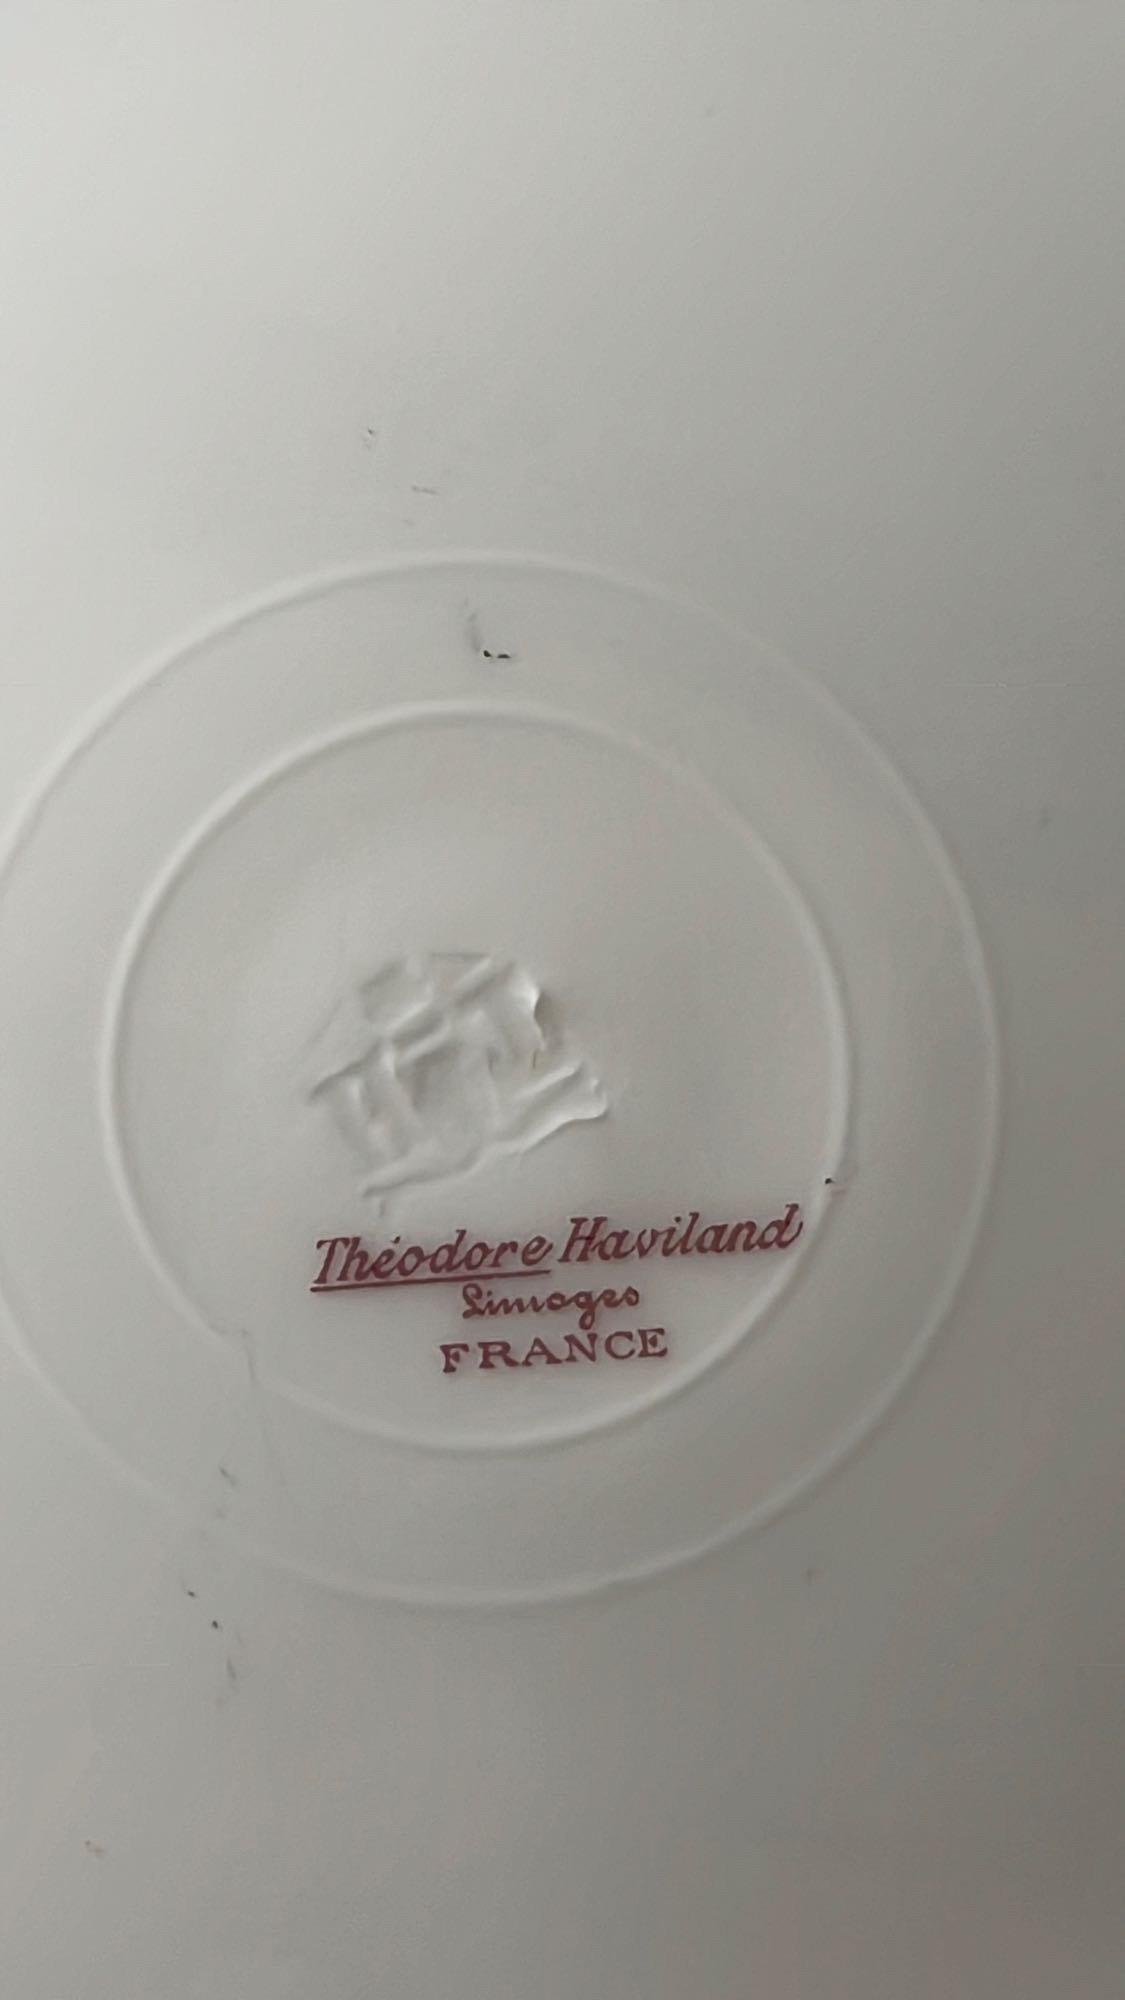 Théodore Haviland
Limoges
FRANCE